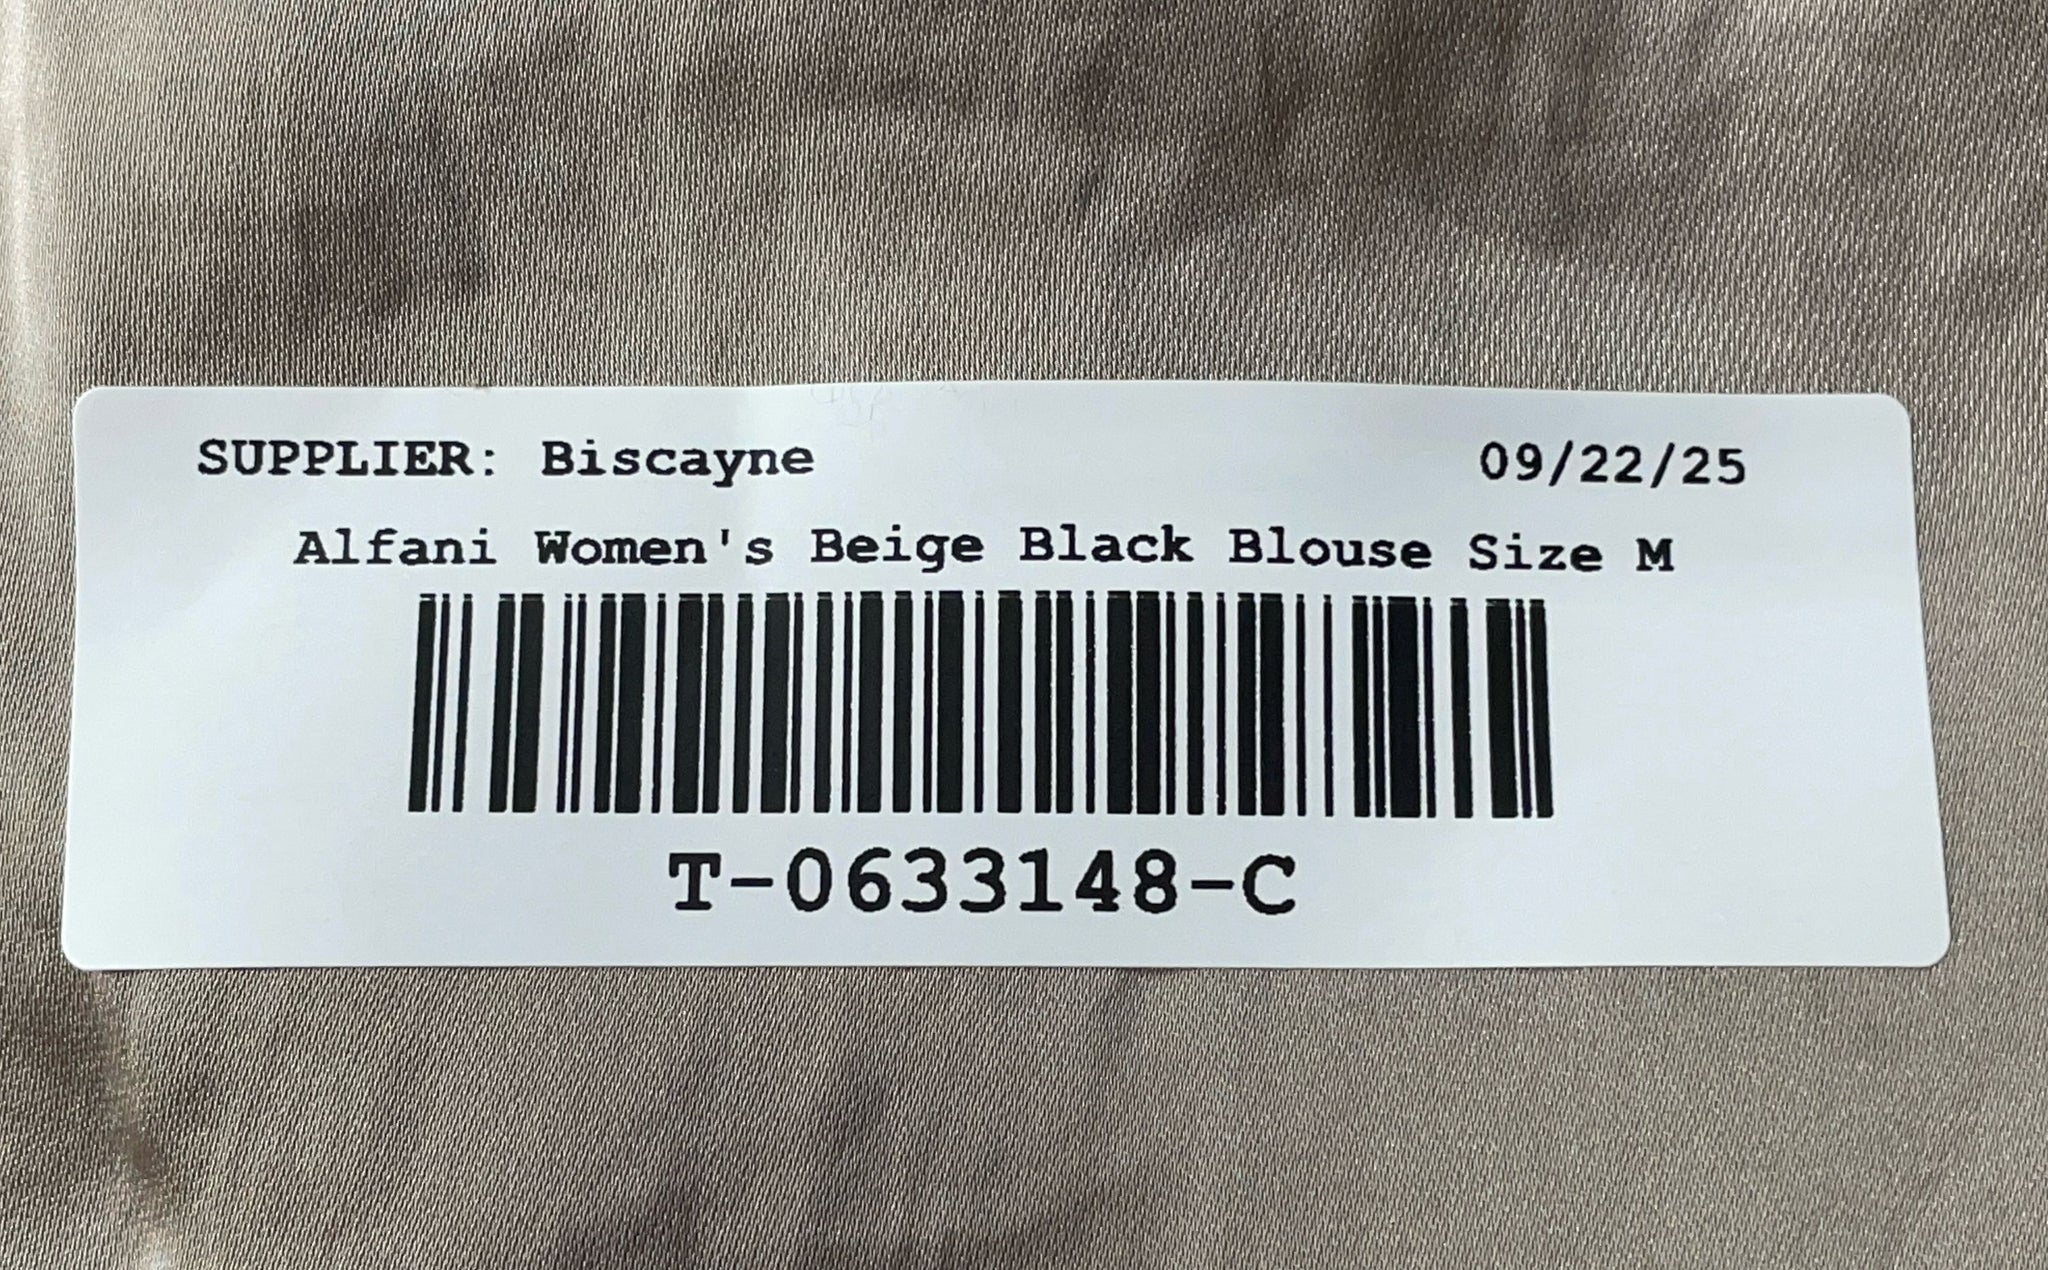 SUPPLIER: Biscayne 09/22/25
Alfani Women's Beige Black Blouse Size M
T-0633148-C